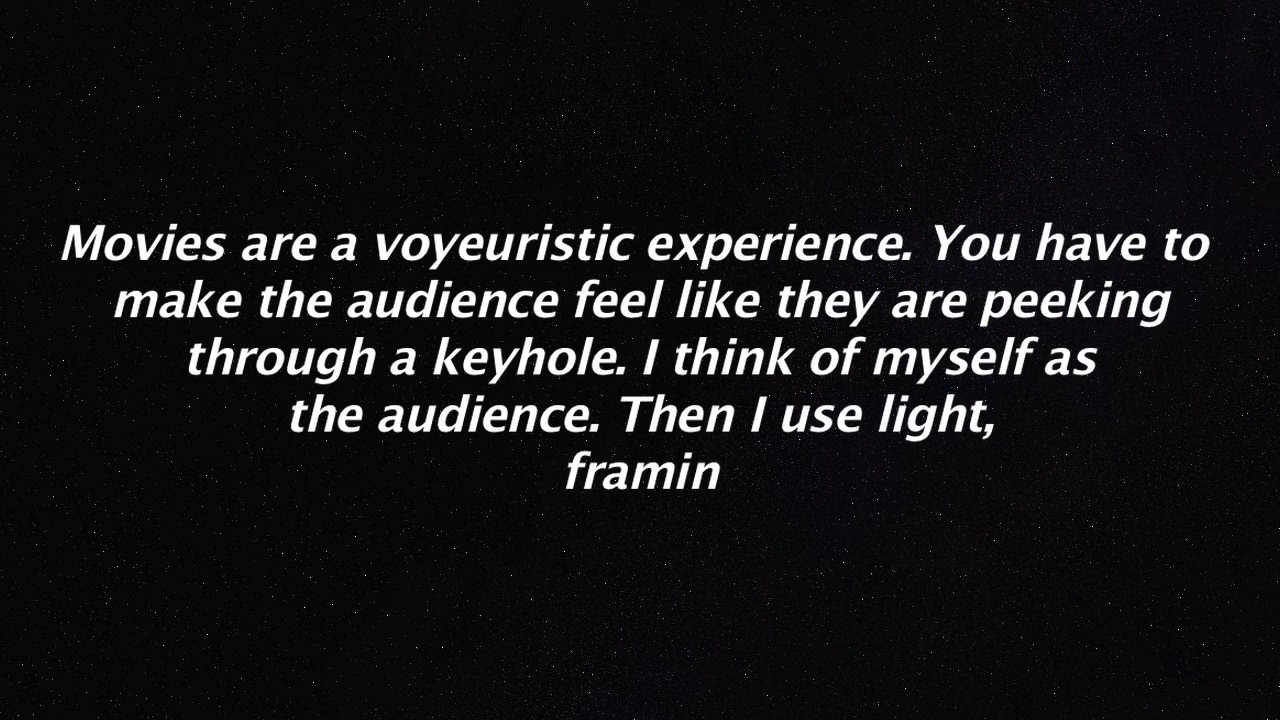 Movies are a voyeuristic experience. You have to
make the audience feel like they are peeking
through a keyhole. I think of myself as
the audience. Then I use light,
framin